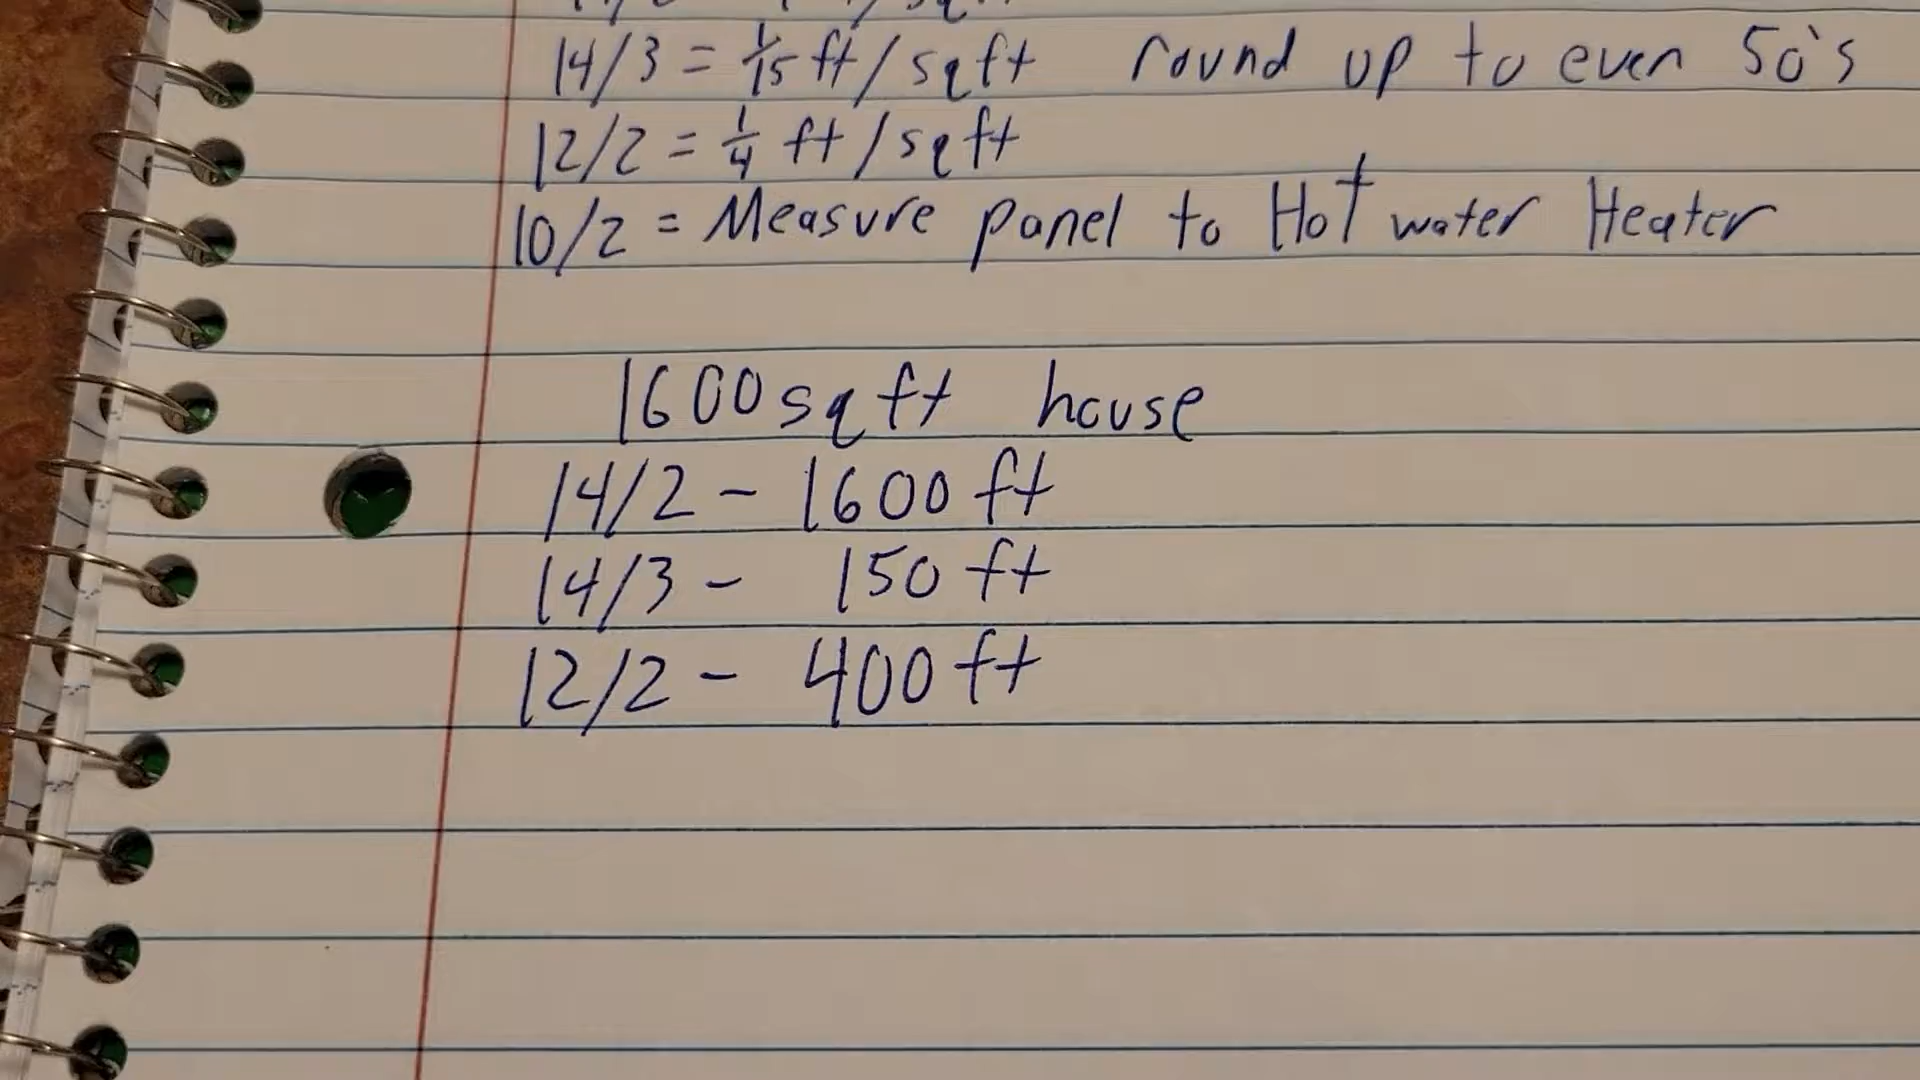 14/3 = 1/15 ft/sqft round up to even 50's
12/2 = 1/4 ft/sqft
10/2 = Measure panel to Hot water Heater
1600 sqft house
14/2 - 1600 ft
14/3 - 150 ft
12/2 - 400 ft